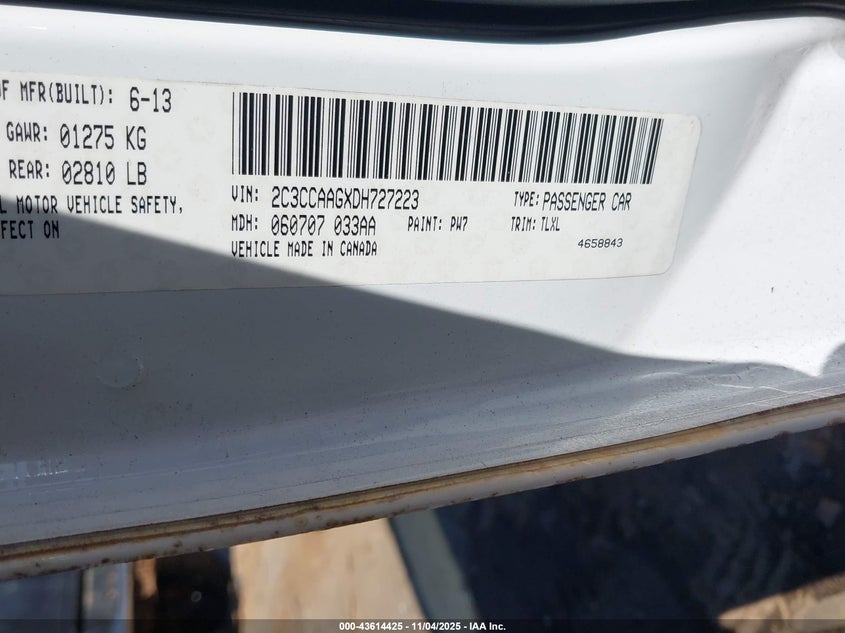 OF MFR(BUILT): 6-13
GAWR: 01275 KG
REAR: 02810 LB
L MOTOR VEHICLE SAFETY,
FECT ON
VIN: 2C3CCAAGXDH727223 TYPE: PASSENGER CAR
MDH: 060707 033AA PAINT: PW7 TRIM: TLXL
VEHICLE MADE IN CANADA 4658843
000-43614425 - 11/04/2025 - IAA Inc.